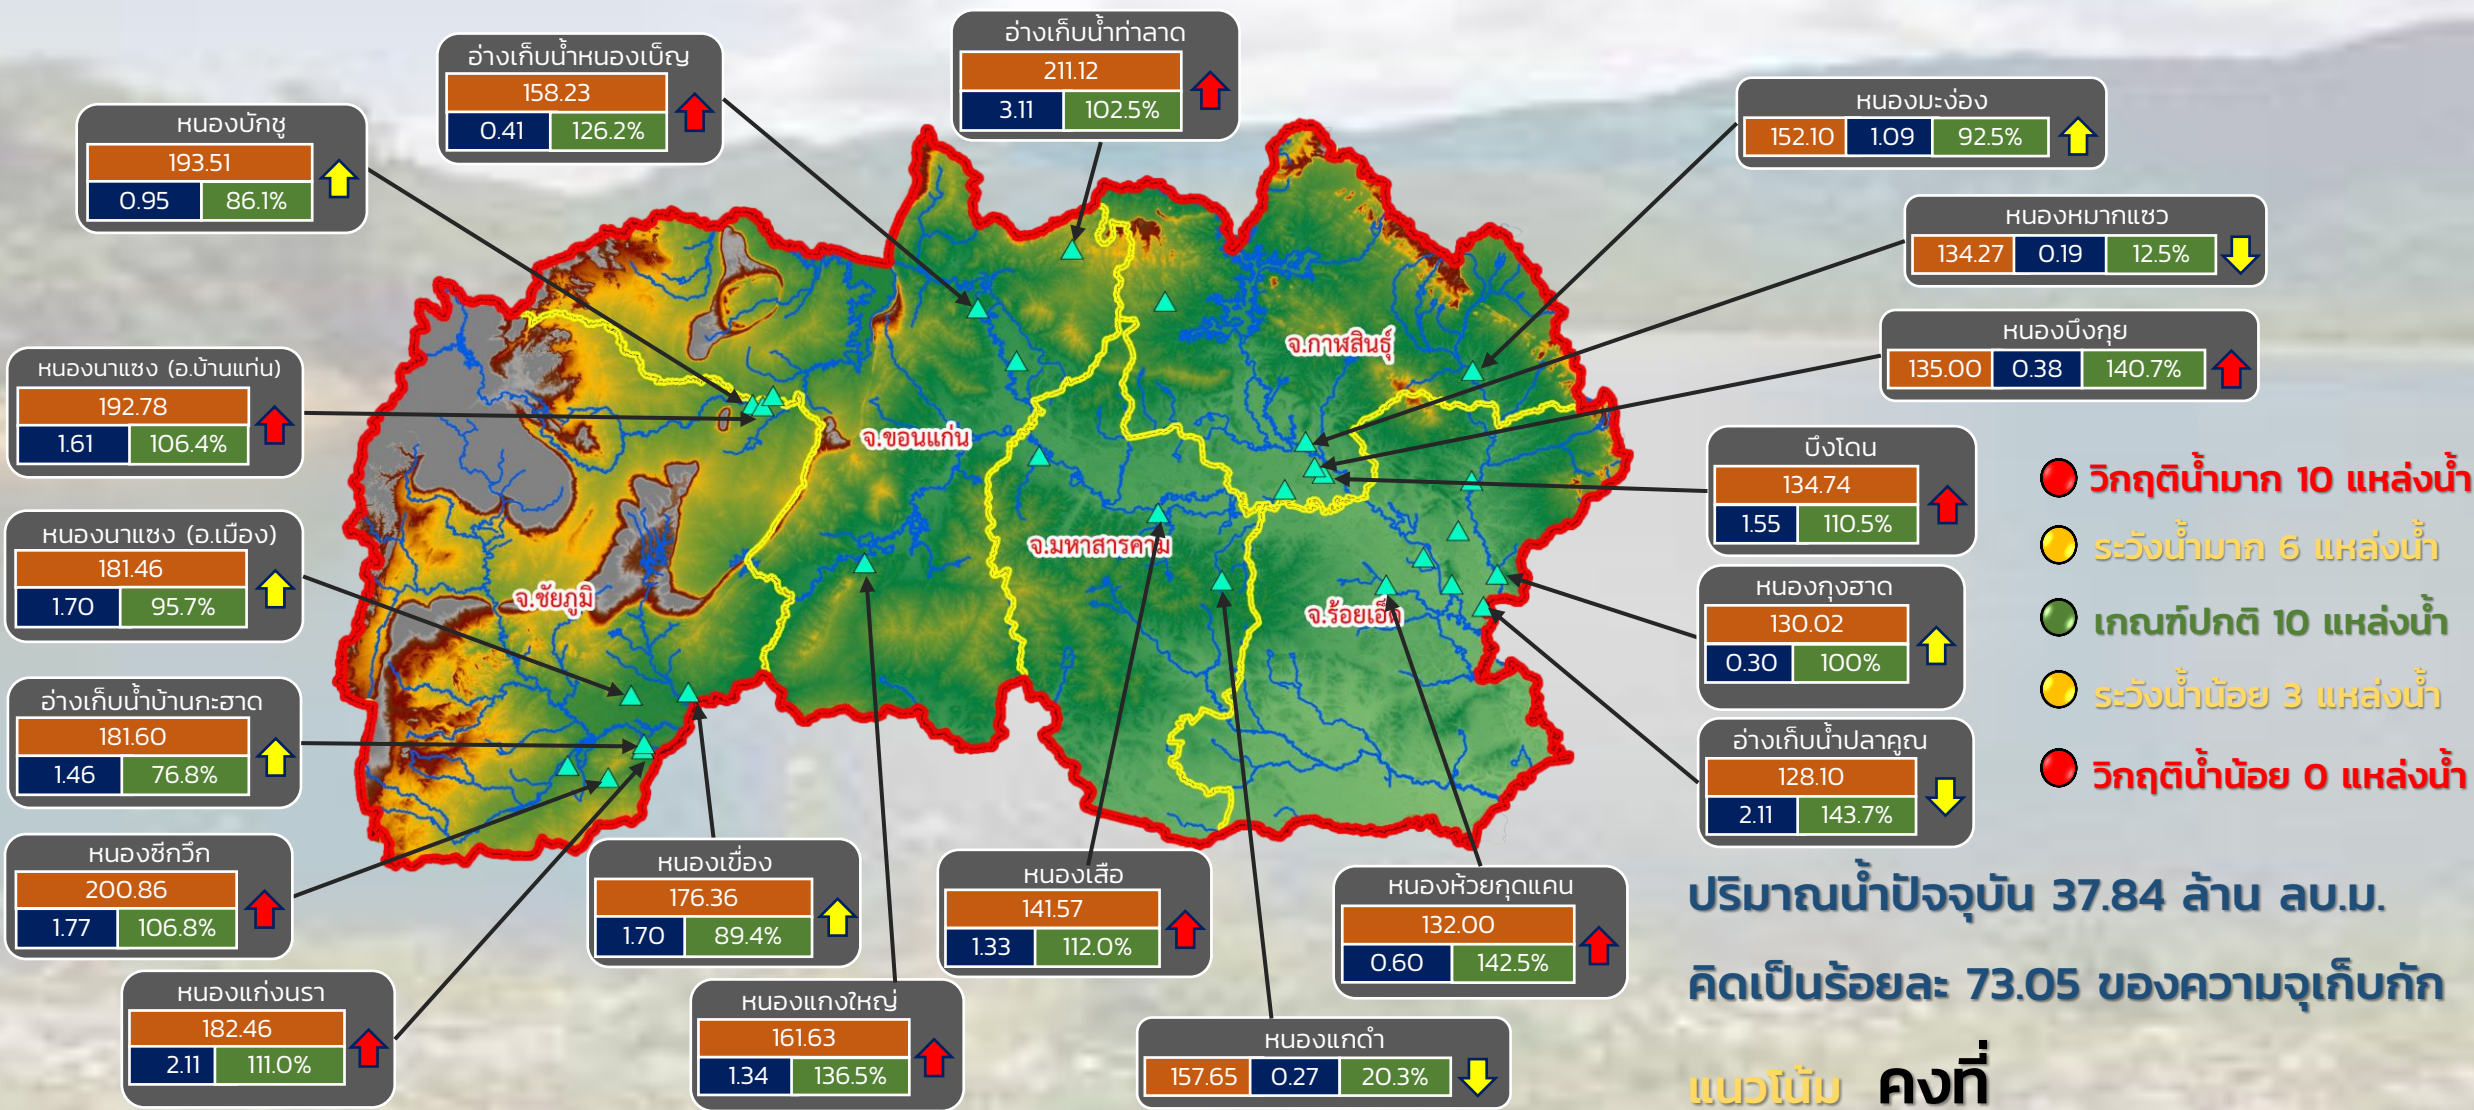 อ่างเก็บน้ำท่าลาด
211.12
3.11 102.5%
อ่างเก็บน้ำหนองเบ็ญ
158.23
0.41 126.2%
หนองบักชู
193.51
0.95 86.1%
หนองมะง่อง
152.10 1.09 92.5%
หนองหมากแซว
134.27 0.19 12.5%
หนองบึงกุย
135.00 0.38 140.7%
หนองนาแซง (อ.บ้านแท่น)
192.78
1.61 106.4%
หนองนาแซง (อ.เมือง)
181.46
1.70 95.7%
อ่างเก็บน้ำบ้านกะฮาด
181.60
1.46 76.8%
หนองซีกวึก
200.86
1.77 106.8%
หนองแก่งนรา
182.46
2.11 111.0%
หนองเขื่อง
176.36
1.70 89.4%
หนองแกงใหญ่
161.63
1.34 136.5%
หนองเสือ
141.57
1.33 112.0%
หนองแกดำ
157.65 0.27 20.3%
หนองห้วยกุดแคน
132.00
0.60 142.5%
บึงโดน
134.74
1.55 110.5%
หนองกุงฮาด
130.02
0.30 100%
อ่างเก็บน้ำปลาคูณ
128.10
2.11 143.7%
จ.กาฬสินธุ์
จ.ขอนแก่น
จ.มหาสารคาม
จ.ชัยภูมิ
จ.ร้อยเอ็ด
วิกฤติน้ำมาก 10 แหล่งน้ำ
ระวังน้ำมาก 6 แหล่งน้ำ
เกณฑ์ปกติ 10 แหล่งน้ำ
ระวังน้ำน้อย 3 แหล่งน้ำ
วิกฤติน้ำน้อย 0 แหล่งน้ำ
ปริมาณน้ำปัจจุบัน 37.84 ล้าน ลบ.ม.
คิดเป็นร้อยละ 73.05 ของความจุเก็บกัก
แนวโน้ม คงที่